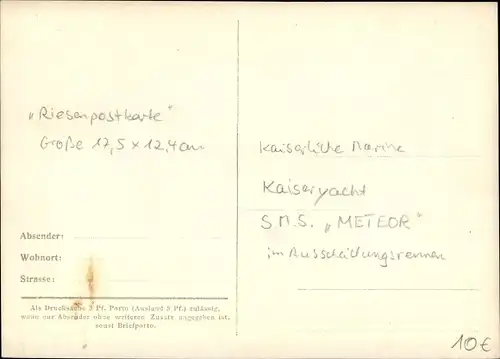 „Riesenpostkarte"
Große 17,5 x 12,4 cm
Absender:
Wohnort:
Strasse:
Als Drucksache 3 Pf. Porto (Ausland 5 Pf.) zulässig,
wenn nur Absender ohne weiteren Zusatz angegeben ist,
sonst Briefporto.
Kaiserliche Marine
Kaiseryacht
S.M.S. „METEOR"
im Ausscheidungsrennen
10€